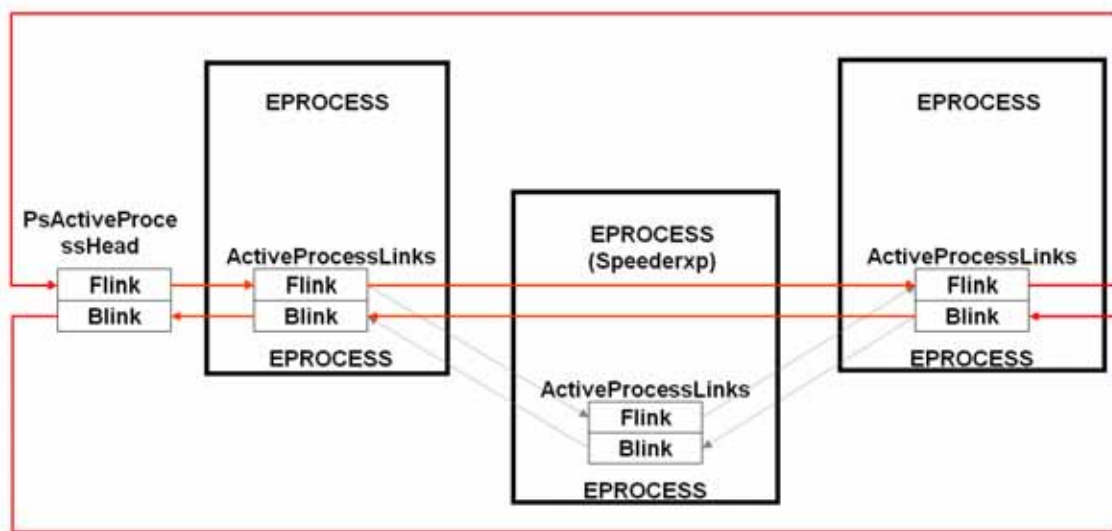 EPROCESS
EPROCESS
PsActiveProce
ssHead
EPROCESS
(Speederxp)
ActiveProcessLinks
ActiveProcessLinks
Flink
Flink
Flink
Blink
Blink
Blink
EPROCESS
EPROCESS
ActiveProcessLinks
Flink
Blink
EPROCESS